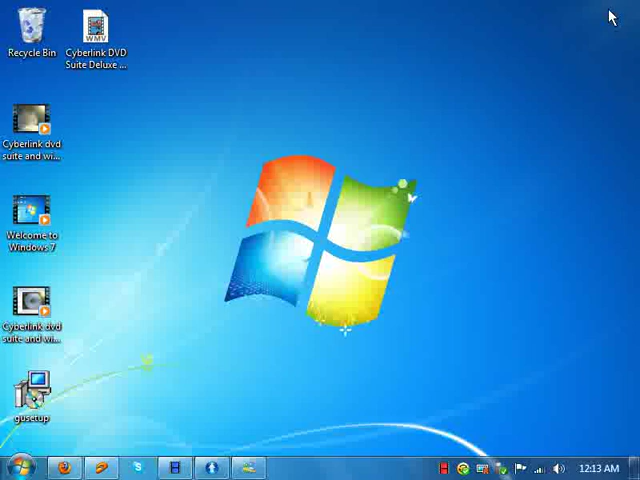 Recycle Bin
Cyberlink DVD
Suite Deluxe ...
WMV
Cyberlink dvd
suite and wi...
Welcome to
Windows 7
Cyberlink dvd
suite and wi...
gusetup
12:13 AM